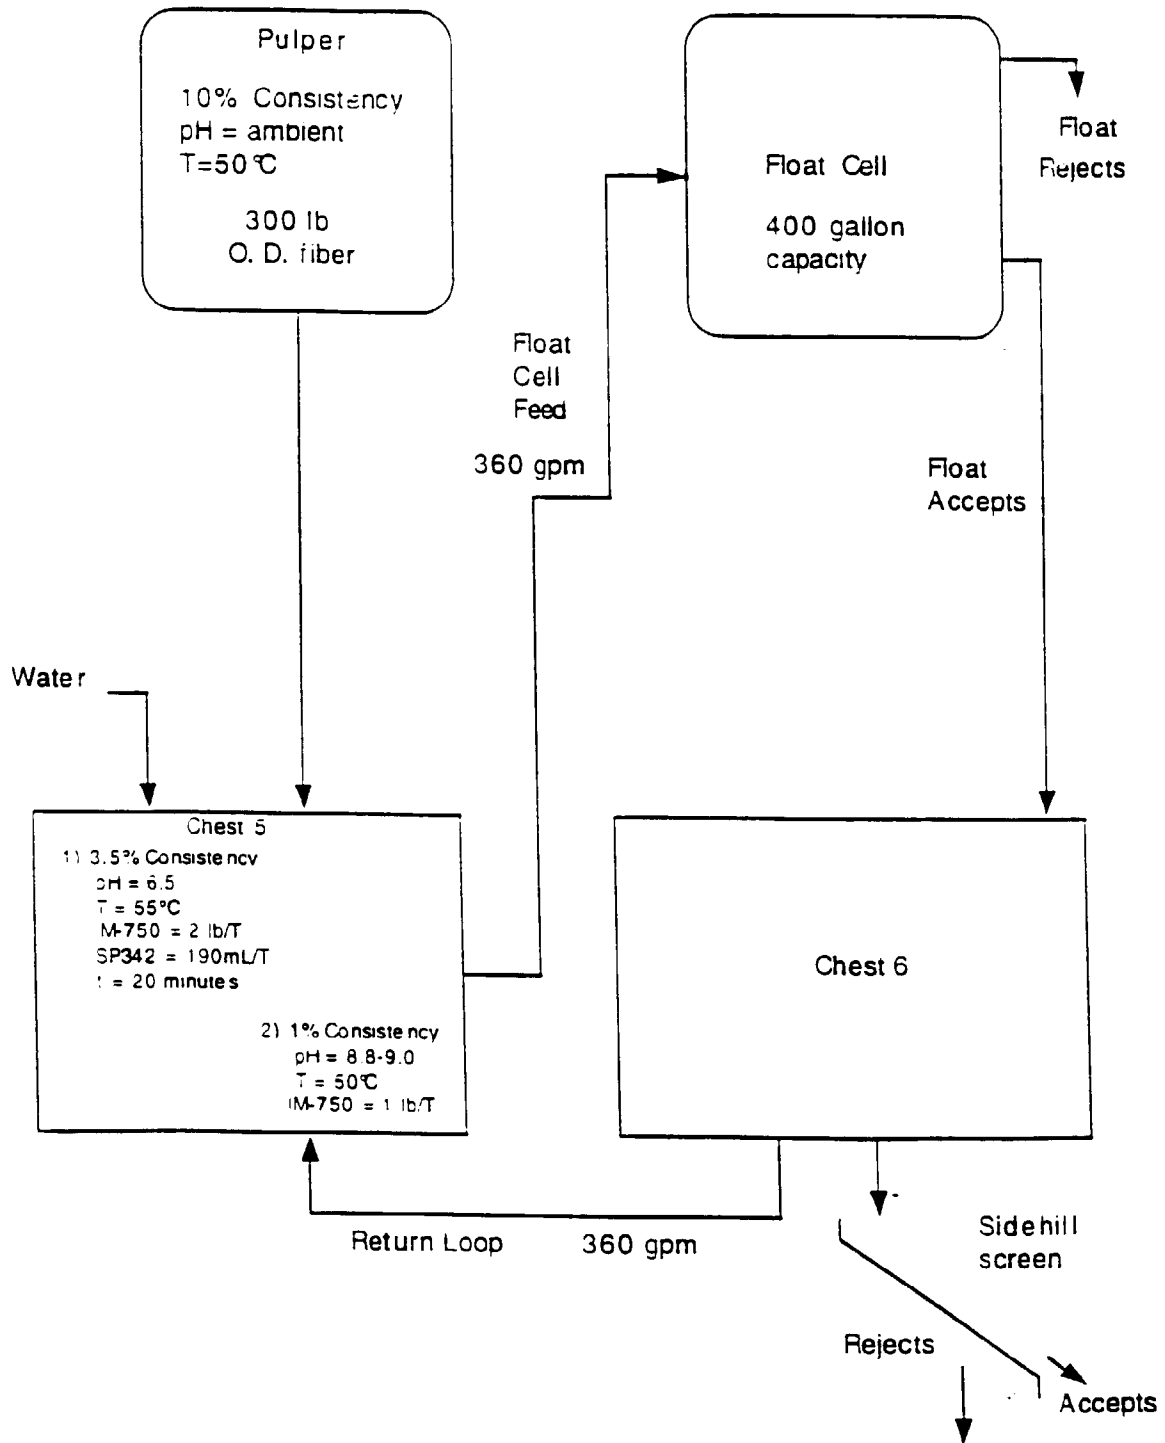 Pulper
10% Consistency
pH = ambient
T=50°C
300 lb
O. D. fiber
Float Cell
400 gallon
capacity
Float
Rejects
Float
Cell
Feed
360 gpm
Float
Accepts
Water
Chest 5
1) 3.5% Consistency
pH = 6.5
T = 55°C
M-750 = 2 lb/T
SP342 = 190mL/T
t = 20 minutes
2) 1% Consistency
pH = 8.8-9.0
T = 50°C
IM-750 = 1 lb/T
Chest 6
Return Loop 360 gpm
Sidehill
screen
Rejects
Accepts